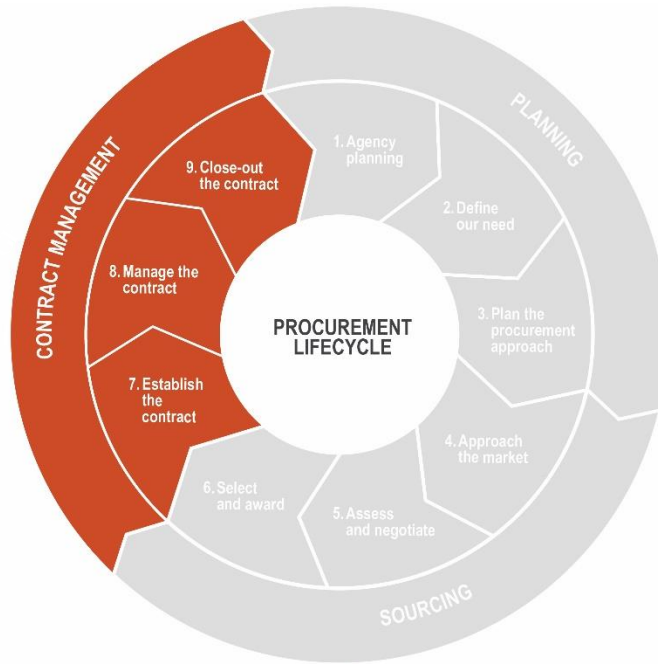 PROCUREMENT
LIFECYCLE
PLANNING
1. Agency
planning
2. Define
our need
3. Plan the
procurement
approach
SOURCING
4. Approach
the market
5. Assess
and negotiate
6. Select
and award
CONTRACT MANAGEMENT
7. Establish
the
contract
8. Manage the
contract
9. Close-out
the contract